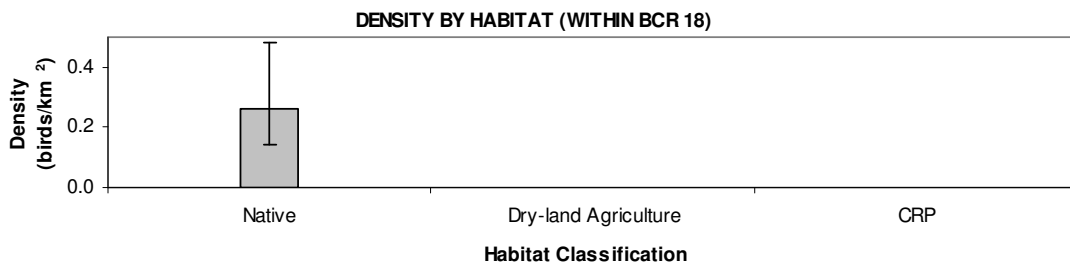 DENSITY BY HABITAT (WITHIN BCR 18)
Density
(birds/km ²)
0.4
0.2
0.0
Native
Dry-land Agriculture
CRP
Habitat Classification